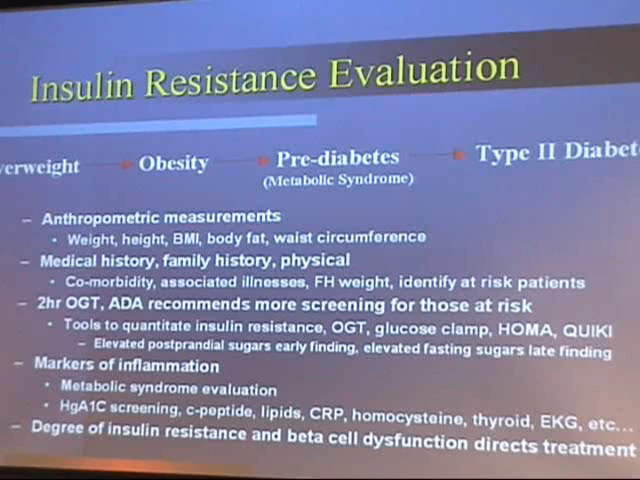 Insulin Resistance Evaluation
verweight → Obesity → Pre-diabetes → Type II Diabet
(Metabolic Syndrome)
– Anthropometric measurements
• Weight, height, BMI, body fat, waist circumference
– Medical history, family history, physical
• Co-morbidity, associated illnesses, FH weight, identify at risk patients
– 2hr OGT, ADA recommends more screening for those at risk
• Tools to quantitate insulin resistance, OGT, glucose clamp, HOMA, QUIKI
– Elevated postprandial sugars early finding, elevated fasting sugars late finding
– Markers of inflammation
• Metabolic syndrome evaluation
• HgA1C screening, c-peptide, lipids, CRP, homocysteine, thyroid, EKG, etc...
– Degree of insulin resistance and beta cell dysfunction directs treatment